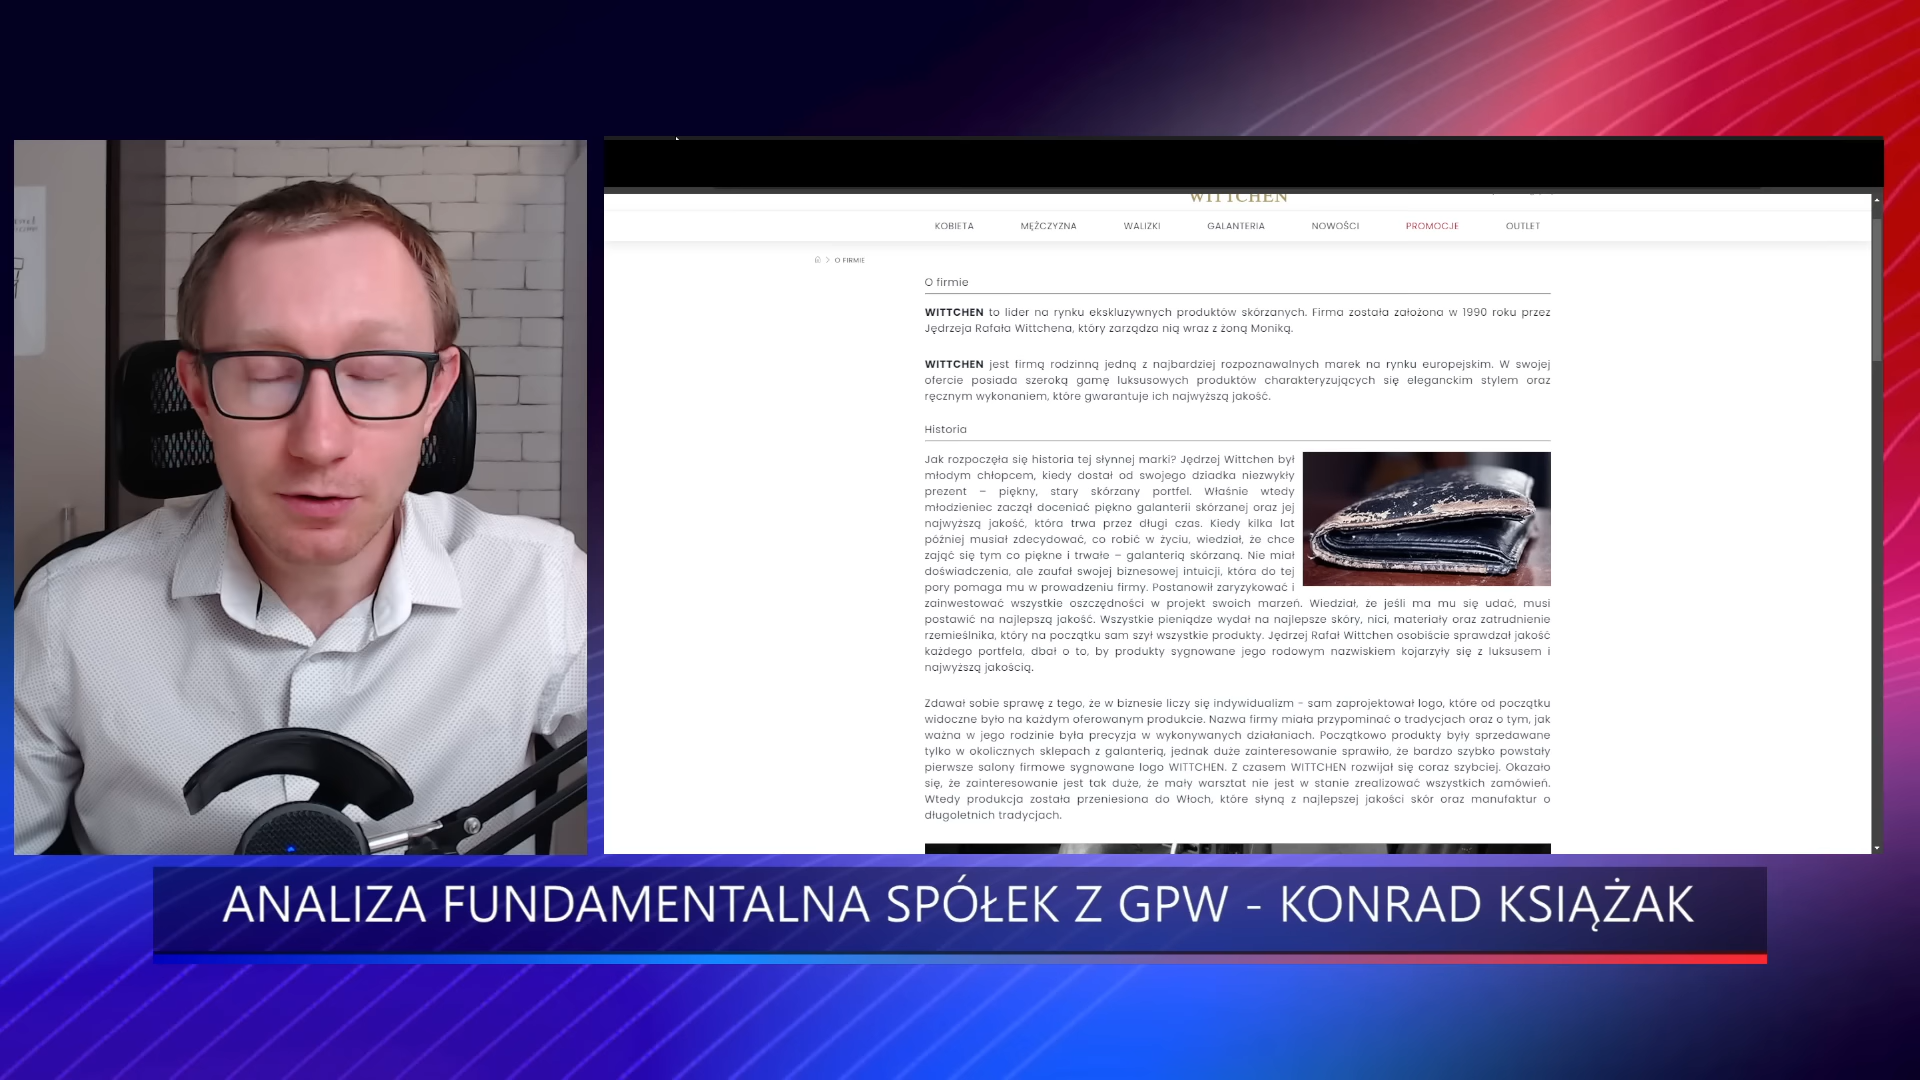 WITTCHEN
KOBIETA MĘŻCZYZNA WALIZKI GALANTERIA NOWOŚCI PROMOCJE OUTLET
O FIRMIE
O firmie
WITTCHEN to lider na rynku ekskluzywnych produktów skórzanych. Firma została założona w 1990 roku przez
Jędrzeja Rafała Wittchena, który zarządza nią wraz z żoną Moniką.
WITTCHEN jest firmą rodzinną jedną z najbardziej rozpoznawalnych marek na rynku europejskim. W swojej
ofercie posiada szeroką gamę luksusowych produktów charakteryzujących się eleganckim stylem oraz
ręcznym wykonaniem, które gwarantuje ich najwyższą jakość.
Historia
Jak rozpoczęła się historia tej słynnej marki? Jędrzej Wittchen był
młodym chłopcem, kiedy dostał od swojego dziadka niezwykły
prezent – piękny, stary skórzany portfel. Właśnie wtedy
młodzieniec zaczął doceniać piękno galanterii skórzanej oraz jej
najwyższą jakość, która trwa przez długi czas. Kiedy kilka lat
później musiał zdecydować, co robić w życiu, wiedział, że chce
zająć się tym co piękne i trwałe – galanterią skórzaną. Nie miał
doświadczenia, ale zaufał swojej biznesowej intuicji, która do tej
pory pomaga mu w prowadzeniu firmy. Postanowił zaryzykować i
zainwestować wszystkie oszczędności w projekt swoich marzeń. Wiedział, że jeśli ma mu się udać, musi
postawić na najlepszą jakość. Wszystkie pieniądze wydał na najlepsze skóry, nici, materiały oraz zatrudnienie
rzemieślnika, który na początku sam szył wszystkie produkty. Jędrzej Rafał Wittchen osobiście sprawdzał jakość
każdego portfela, dbał o to, by produkty sygnowane jego rodowym nazwiskiem kojarzyły się z luksusem i
najwyższą jakością.
Zdawał sobie sprawę z tego, że w biznesie liczy się indywidualizm - sam zaprojektował logo, które od początku
widoczne było na każdym oferowanym produkcie. Nazwa firmy miała przypominać o tradycjach oraz o tym, jak
ważna w jego rodzinie była precyzja w wykonywanych działaniach. Początkowo produkty były sprzedawane
tylko w okolicznych sklepach z galanterią, jednak duże zainteresowanie sprawiło, że bardzo szybko powstały
pierwsze salony firmowe sygnowane logo WITTCHEN. Z czasem WITTCHEN rozwijał się coraz szybciej. Okazało
się, że zainteresowanie jest tak duże, że mały warsztat nie jest w stanie zrealizować wszystkich zamówień.
Wtedy produkcja została przeniesiona do Włoch, które słyną z najlepszej jakości skór oraz manufaktur o
długoletnich tradycjach.
ANALIZA FUNDAMENTALNA SPÓŁEK Z GPW - KONRAD KSIĄŻAK